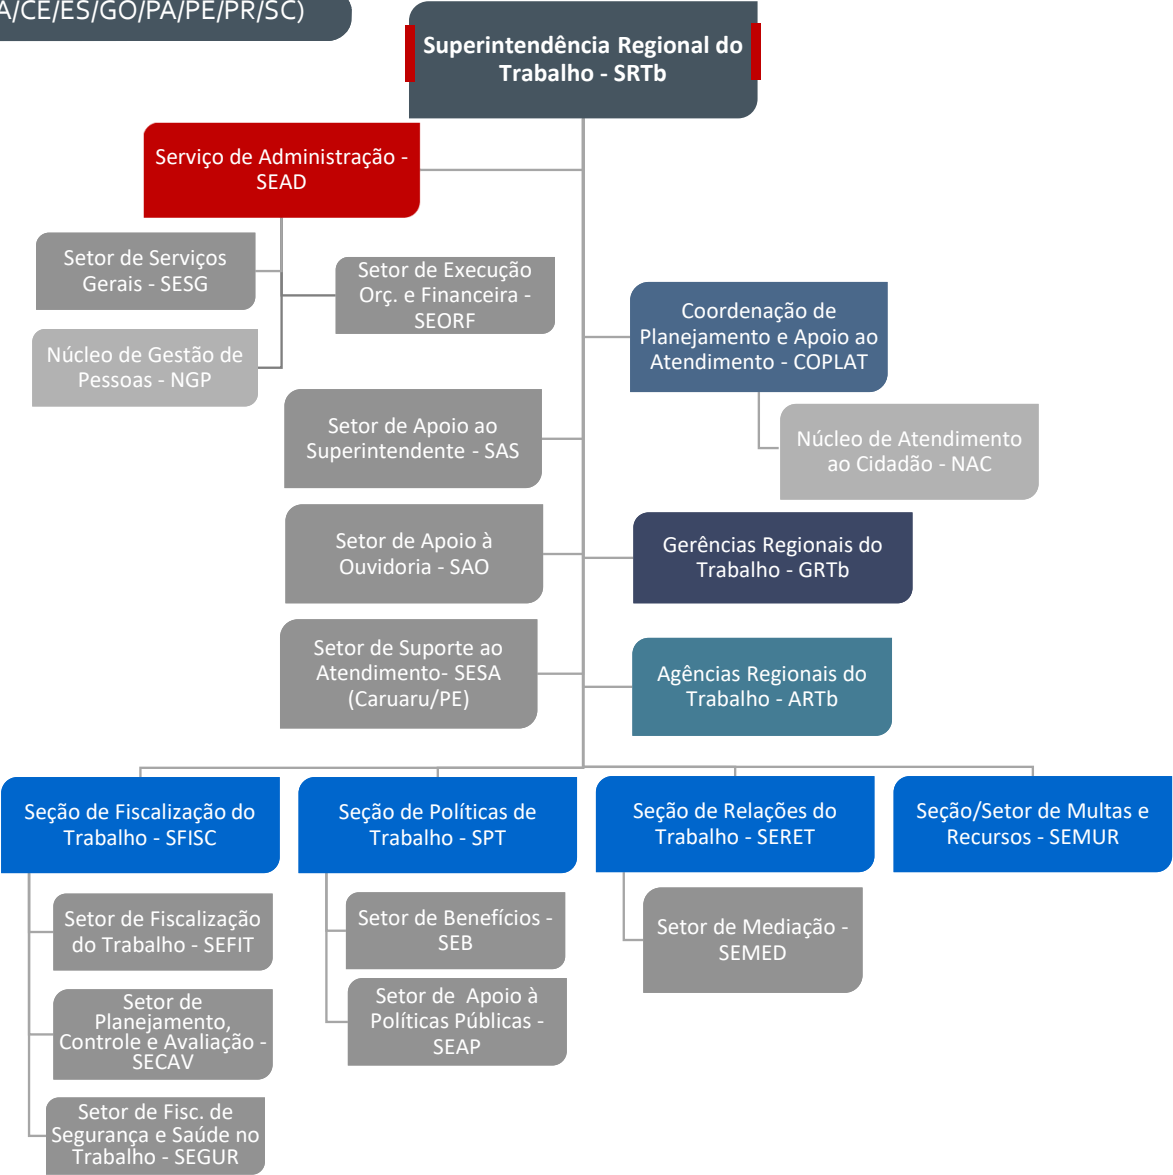 A/CE/ES/GO/PA/PE/PR/SC)
Superintendência Regional do
Trabalho - SRTb
Serviço de Administração -
SEAD
Setor de Serviços
Gerais - SESG
Setor de Execução
Orç. e Financeira -
SEORF
Núcleo de Gestão de
Pessoas - NGP
Coordenação de
Planejamento e Apoio ao
Atendimento - COPLAT
Núcleo de Atendimento
ao Cidadão - NAC
Setor de Apoio ao
Superintendente - SAS
Setor de Apoio à
Ouvidoria - SAO
Gerências Regionais do
Trabalho - GRTb
Setor de Suporte ao
Atendimento- SESA
(Caruaru/PE)
Agências Regionais do
Trabalho - ARTb
Seção de Fiscalização do
Trabalho - SFISC
Setor de Fiscalização
do Trabalho - SEFIT
Setor de
Planejamento,
Controle e Avaliação -
SECAV
Setor de Fisc. de
Segurança e Saúde no
Trabalho - SEGUR
Seção de Políticas de
Trabalho - SPT
Setor de Benefícios -
SEB
Setor de  Apoio à
Políticas Públicas -
SEAP
Seção de Relações do
Trabalho - SERET
Setor de Mediação -
SEMED
Seção/Setor de Multas e
Recursos - SEMUR